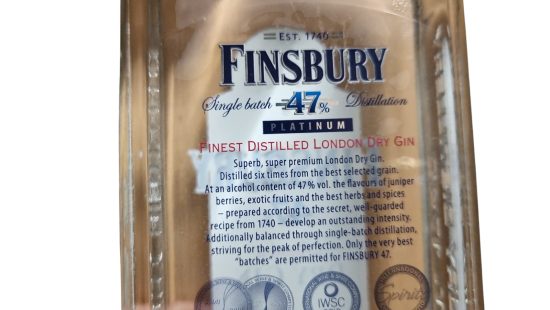 EST. 1740
FINSBURY
Single batch 47% Distillation
PLATINUM
FINEST DISTILLED LONDON DRY GIN
Superb, super premium London Dry Gin.
Distilled six times from the best selected grain.
At an alcohol content of 47% vol. the flavours of juniper
berries, exotic fruits and the best herbs and spices
– prepared according to the secret, well-guarded
recipe from 1740 – develop an outstanding intensity.
Additionally balanced through single-batch distillation,
striving for the peak of perfection. Only the very best
"batches" are permitted for FINSBURY 47.
IWSC
Spirits